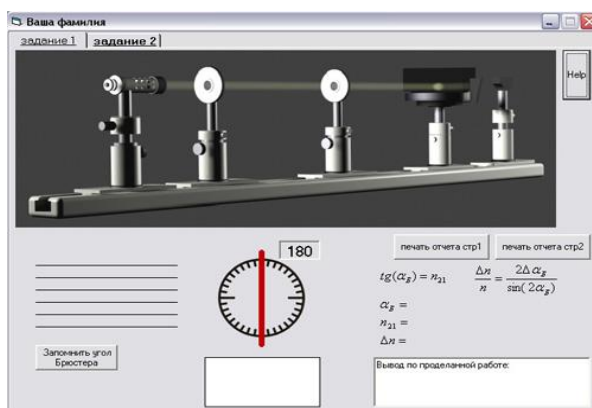 Ваша фамилия
задание 1
задание 2
Help
180
печать отчета стр1
печать отчета стр2
tg(α_Б) = n₂₁
Δn/n = 2Δα_Б/sin(2α_Б)
α_Б =
n₂₁ =
Δn =
Запомнить угол
Брюстера
Вывод по проделанной работе: